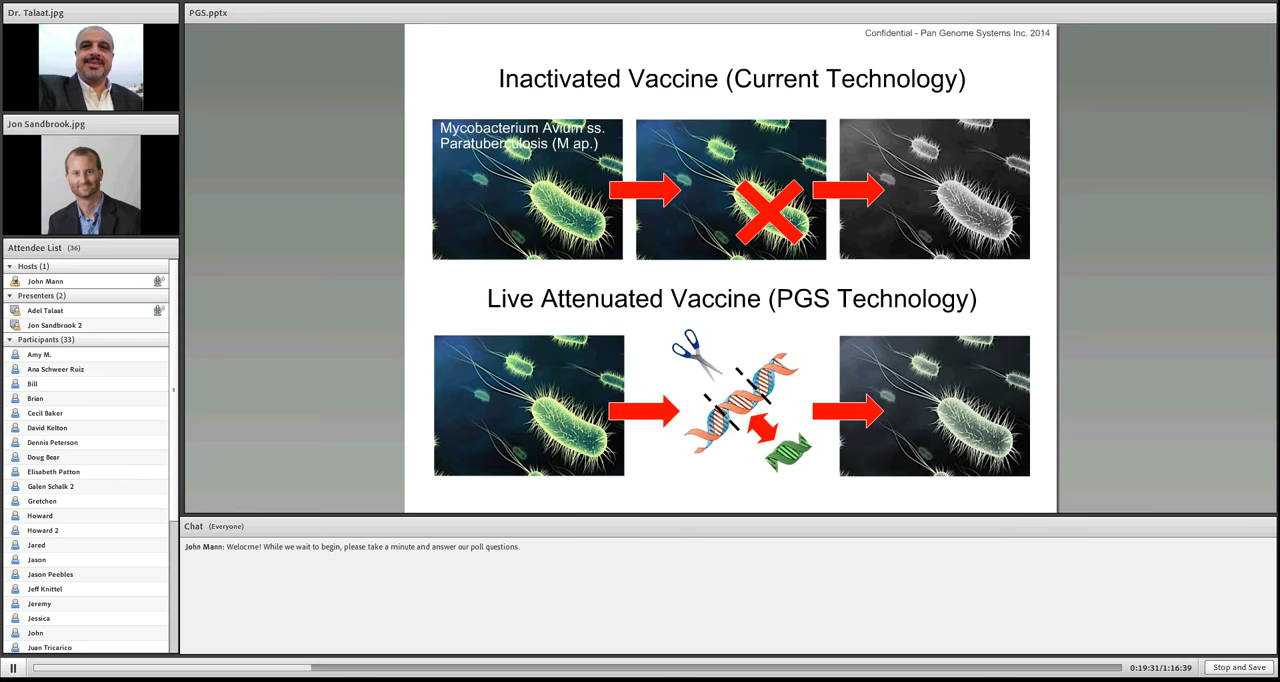 Dr. Talaat.jpg
PGS.pptx
Confidential - Pan Genome Systems Inc. 2014
Inactivated Vaccine (Current Technology)
Mycobacterium Avium ss.
Paratuberculosis (M ap.)
Live Attenuated Vaccine (PGS Technology)
Jon Sandbrook.jpg
Attendee List (36)
Hosts (1)
John Mann
Presenters (2)
Adel Talaat
Jon Sandbrook 2
Participants (33)
Amy M.
Ana Schweer Ruiz
Bill
Brian
Cecil Baker
David Kelton
Dennis Peterson
Doug Bear
Elisabeth Patton
Galen Schalk 2
Gretchen
Howard
Howard 2
Jared
Jason
Jason Peebles
Jeff Knittel
Jeremy
Jessica
John
Juan Tricarico
Chat (Everyone)
John Mann: Welocme! While we wait to begin, please take a minute and answer our poll questions.
0:19:31/1:16:39
Stop and Save